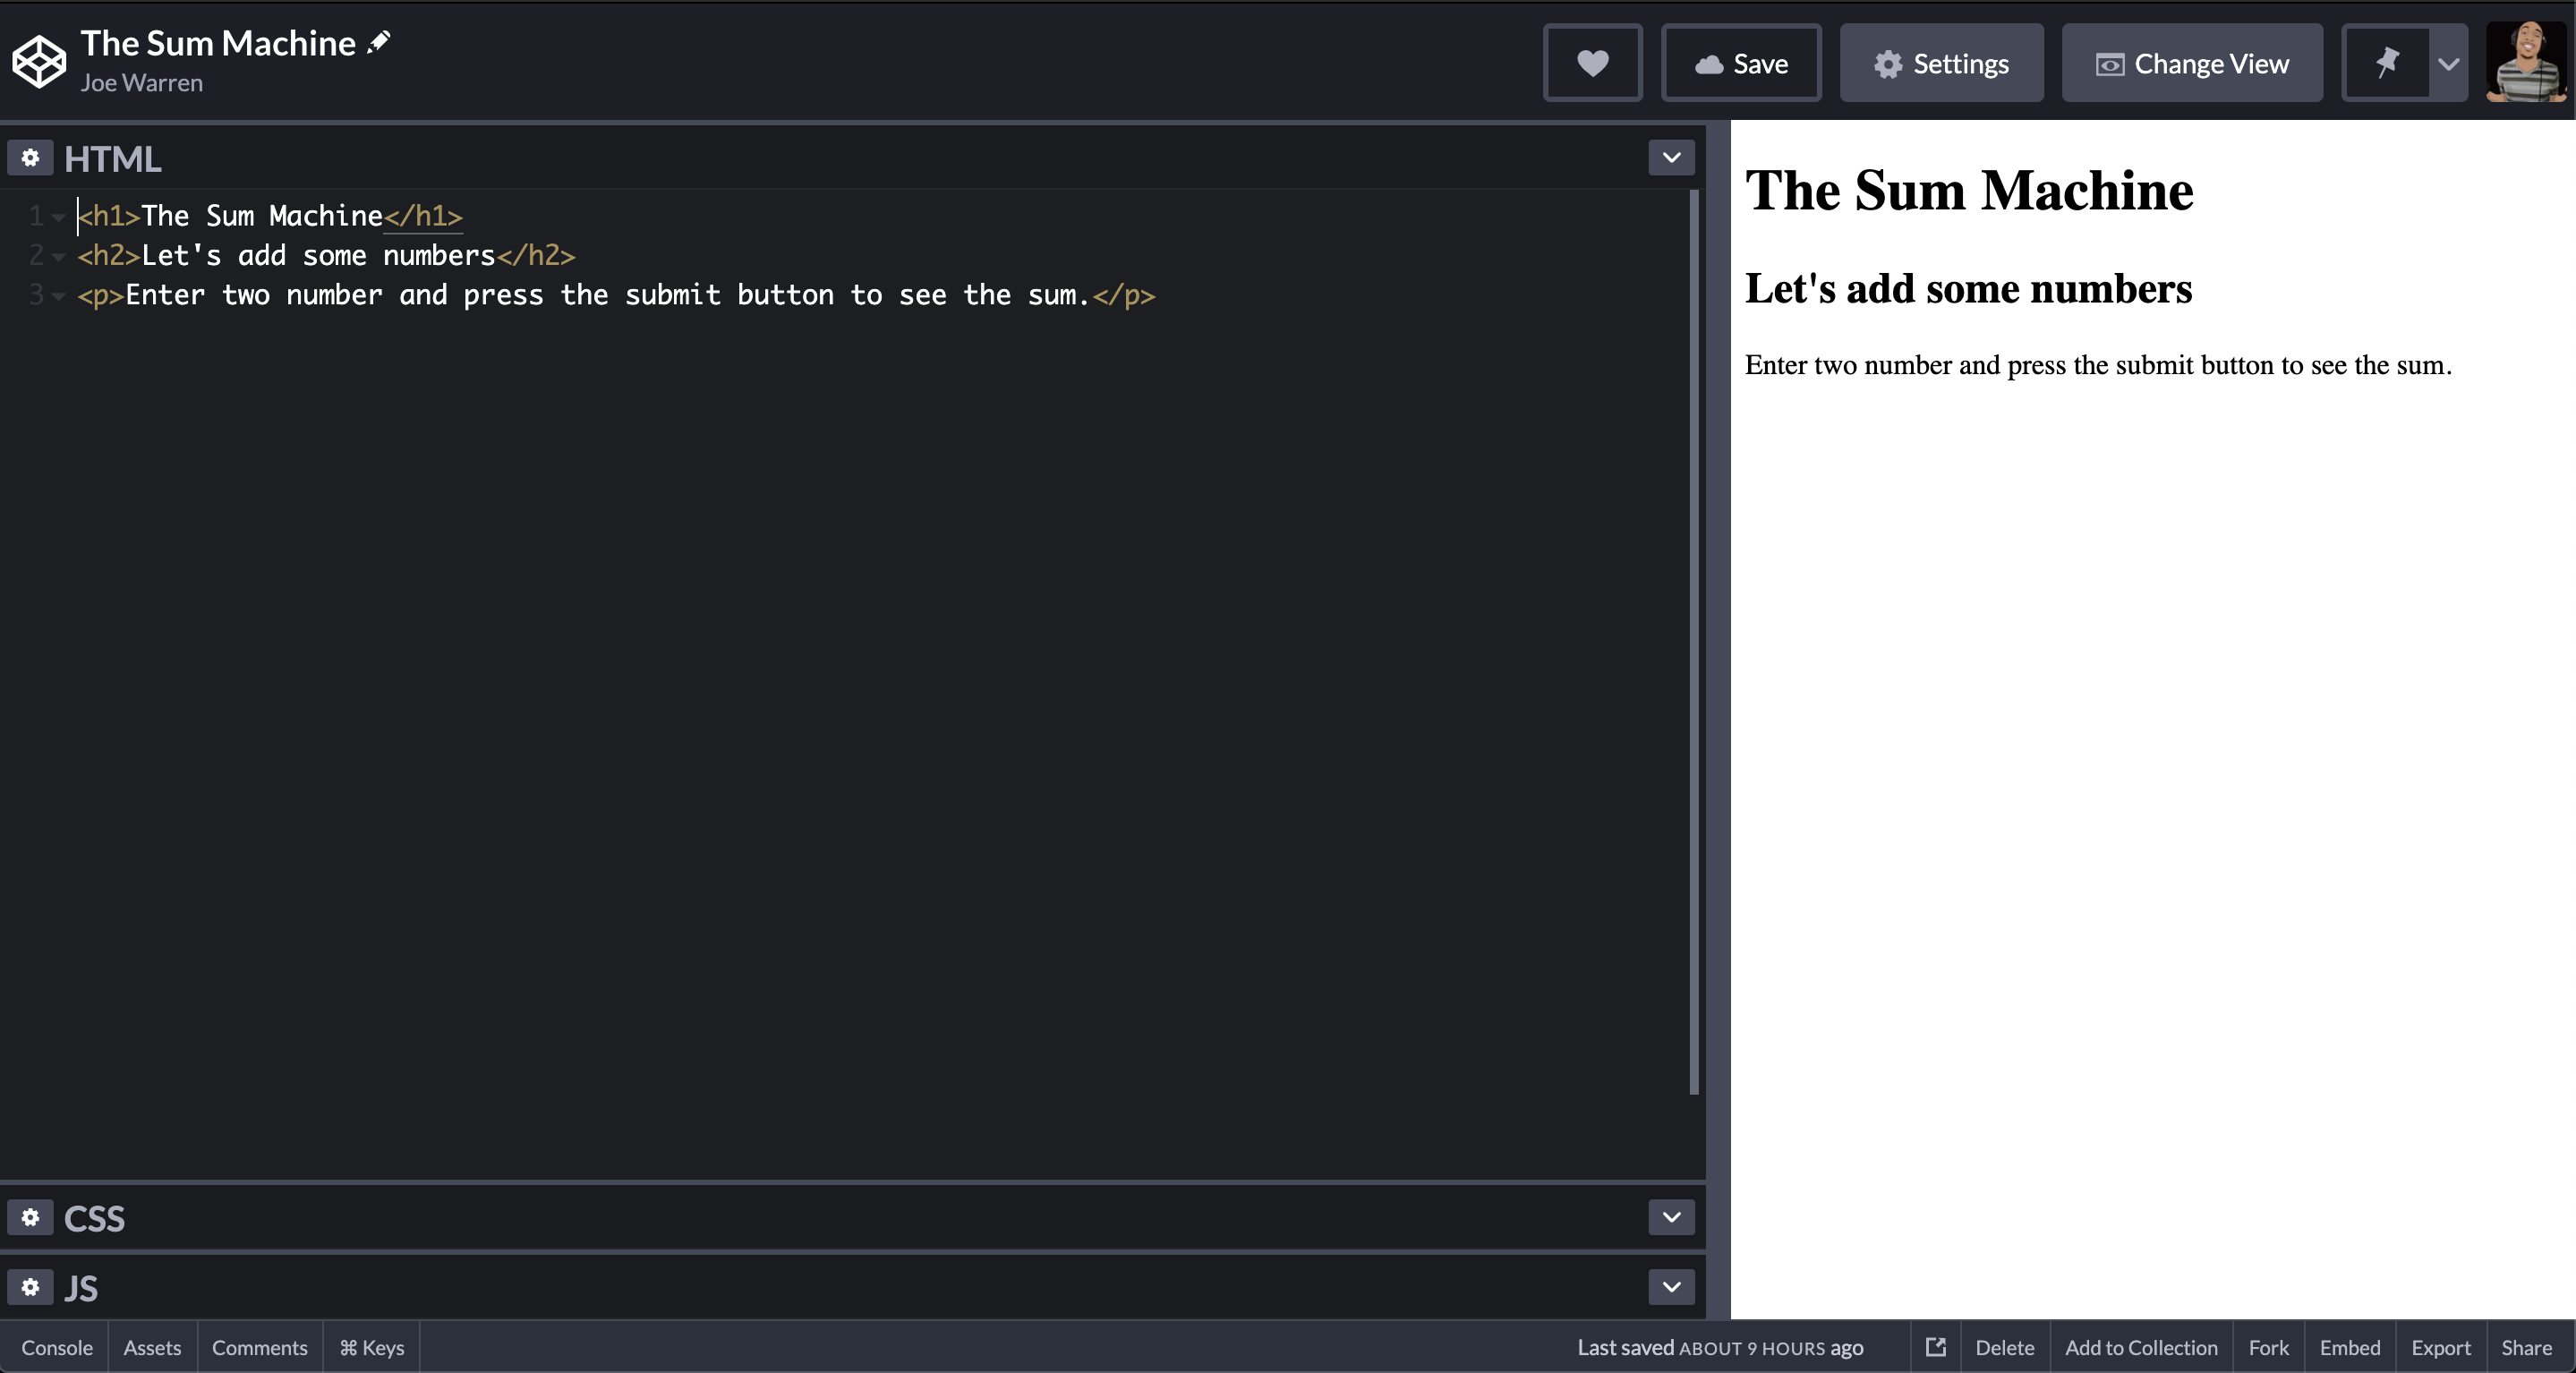 The Sum Machine
Joe Warren
Save
Settings
Change View
HTML
1 <h1>The Sum Machine</h1>
2 <h2>Let's add some numbers</h2>
3 <p>Enter two number and press the submit button to see the sum.</p>
The Sum Machine
Let's add some numbers
Enter two number and press the submit button to see the sum.
CSS
JS
Console Assets Comments ⌘ Keys Last saved ABOUT 9 HOURS ago Delete Add to Collection Fork Embed Export Share